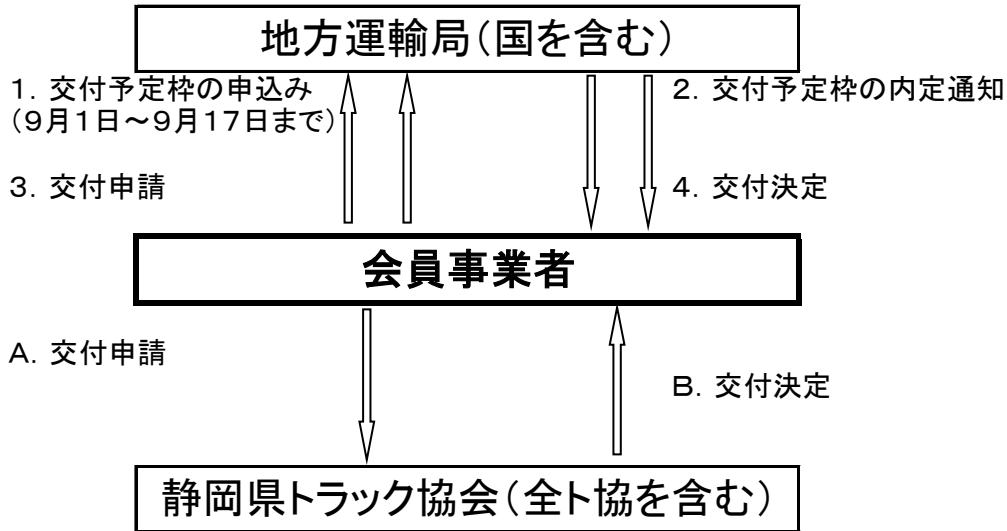 地方運輸局(国を含む)
1. 交付予定枠の申込み
(9月1日～9月17日まで)
2. 交付予定枠の内定通知
3. 交付申請
4. 交付決定
会員事業者
A. 交付申請
B. 交付決定
静岡県トラック協会(全ト協を含む)